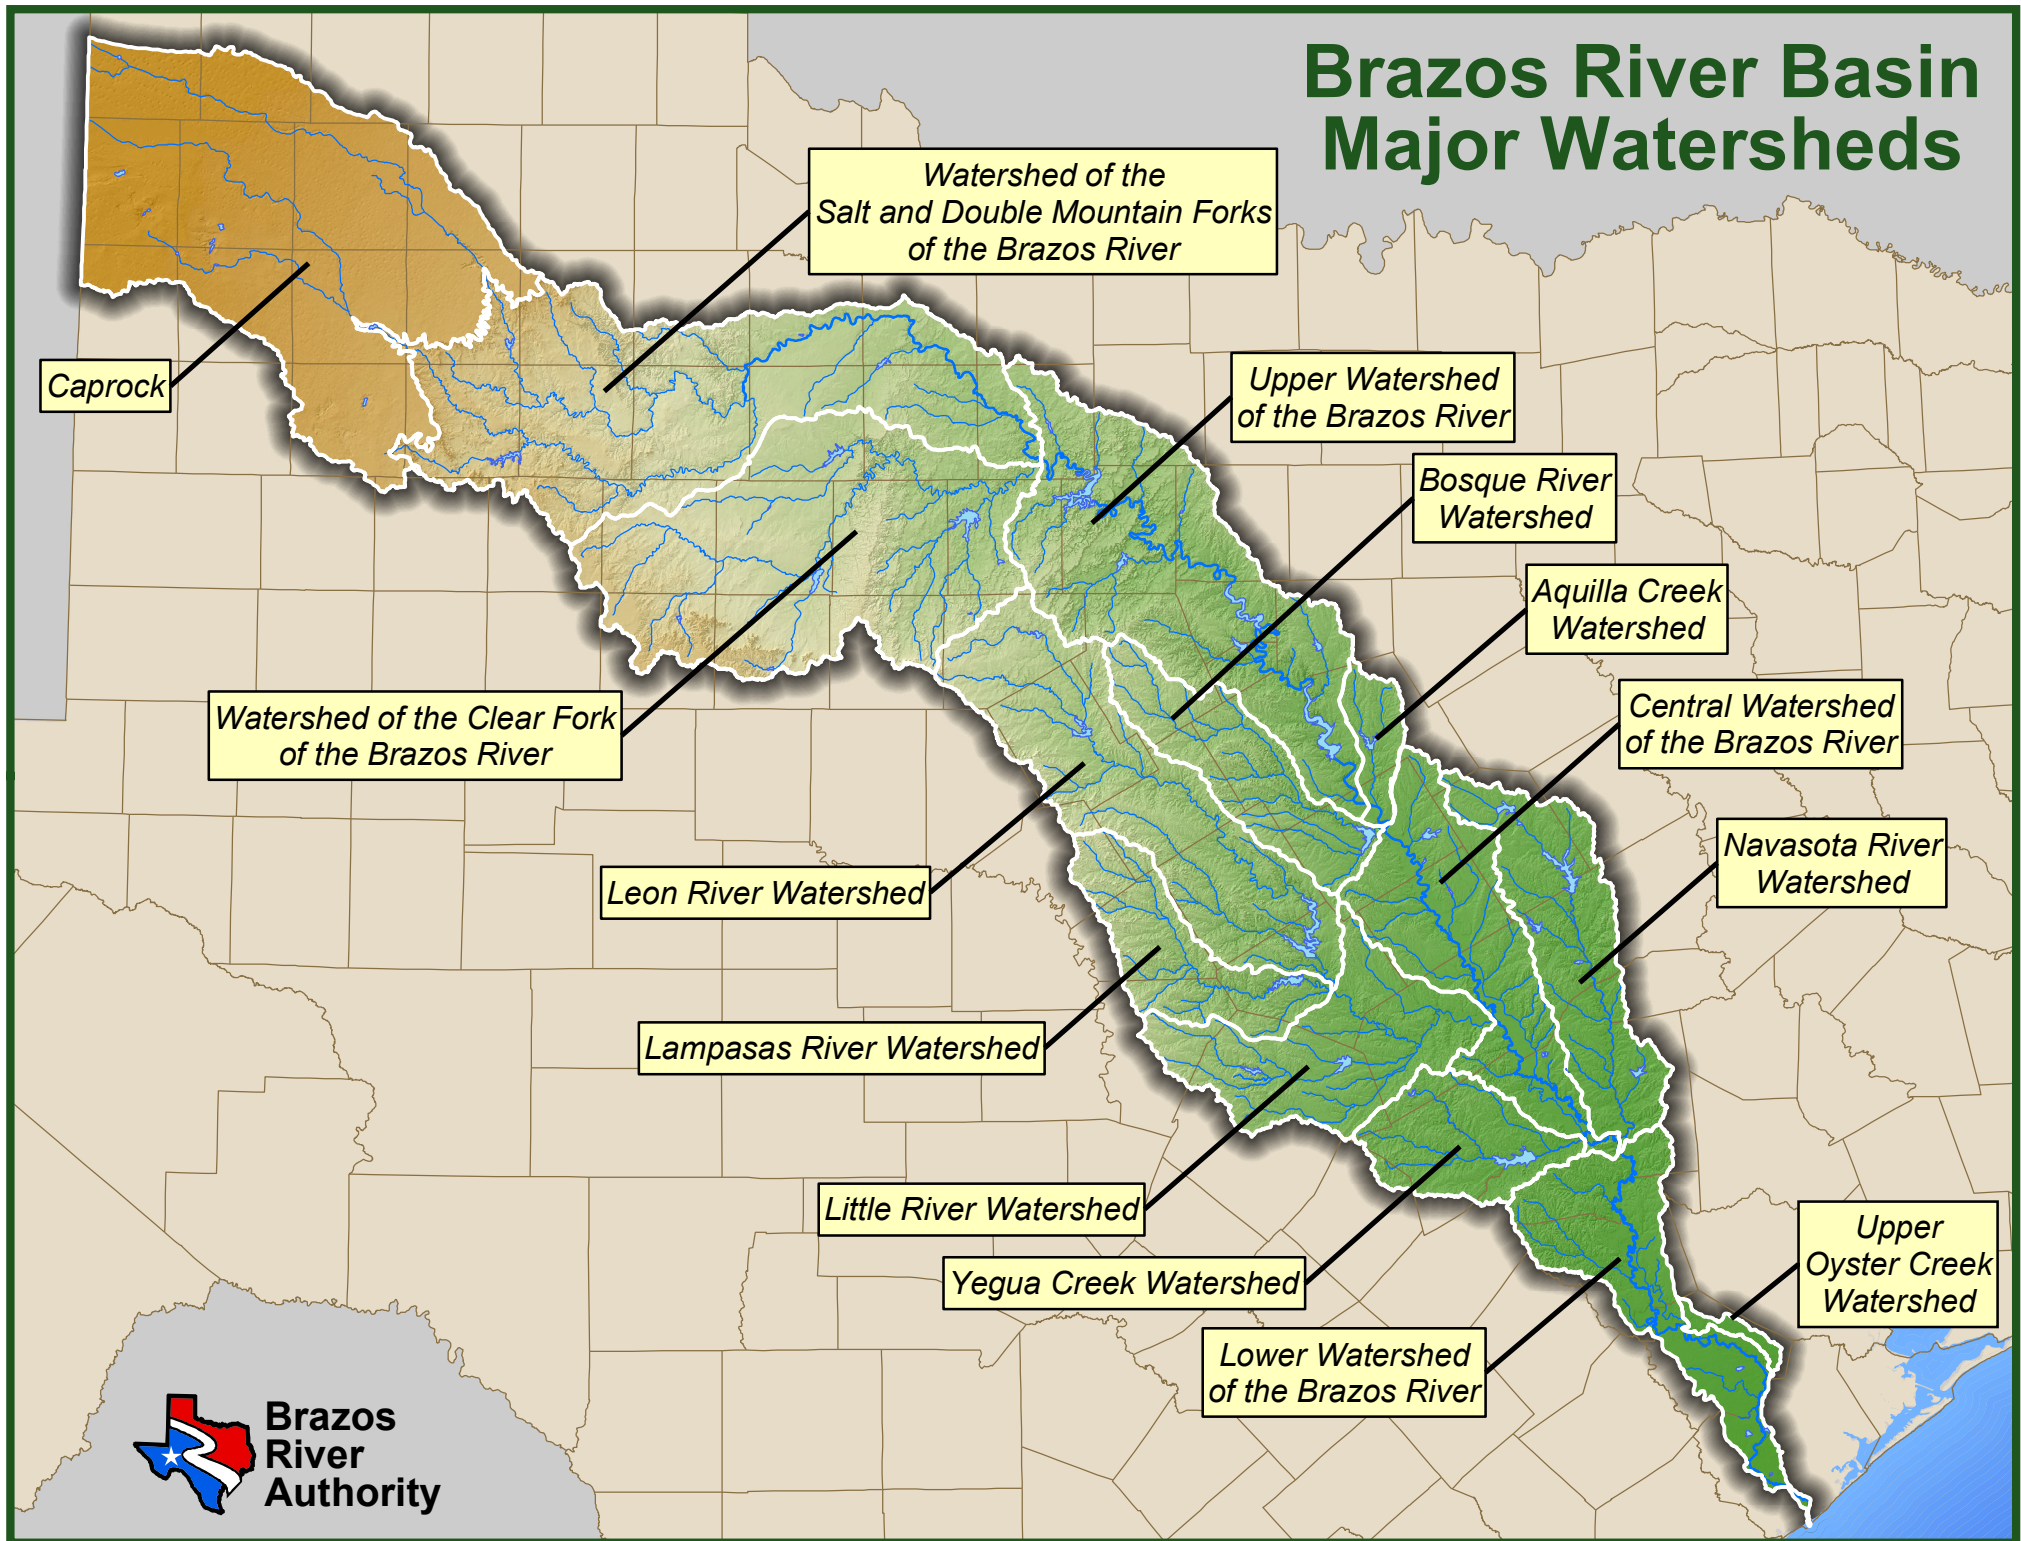 Brazos River Basin
Major Watersheds
Watershed of the
Salt and Double Mountain Forks
of the Brazos River
Caprock
Upper Watershed
of the Brazos River
Bosque River
Watershed
Aquilla Creek
Watershed
Watershed of the Clear Fork
of the Brazos River
Central Watershed
of the Brazos River
Leon River Watershed
Navasota River
Watershed
Lampasas River Watershed
Little River Watershed
Upper
Oyster Creek
Watershed
Yegua Creek Watershed
Lower Watershed
of the Brazos River
Brazos
River
Authority